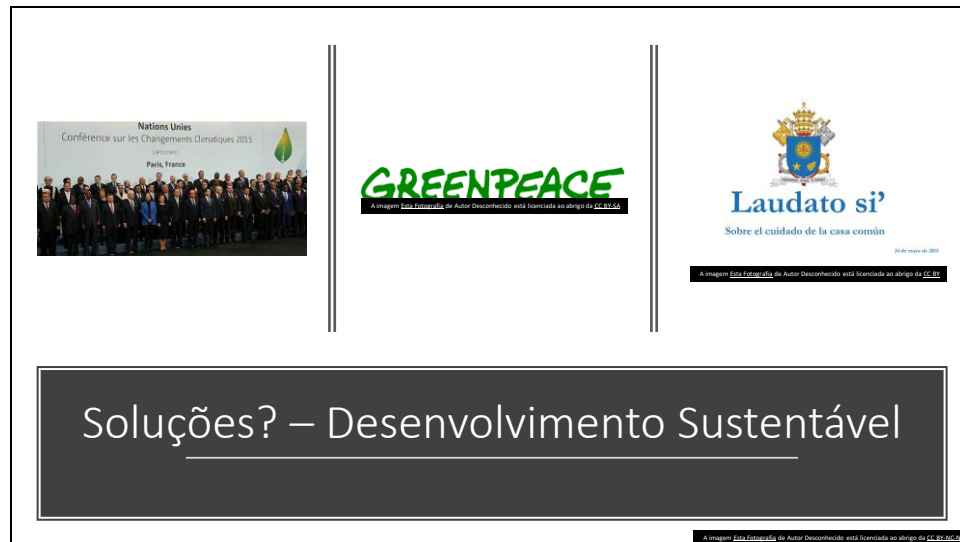 Nations Unies
Conférence sur les Changements Climatiques 2015
Paris, France
GREENPEACE
A imagem Esta Fotografia de Autor Desconhecido está licenciada ao abrigo da CC BY-SA
Laudato si’
Sobre el cuidado de la casa común
24 de mayo de 2015
A imagem Esta Fotografia de Autor Desconhecido está licenciada ao abrigo da CC BY
Soluções? – Desenvolvimento Sustentável
A imagem Esta Fotografia de Autor Desconhecido está licenciada ao abrigo da CC BY-NC-N